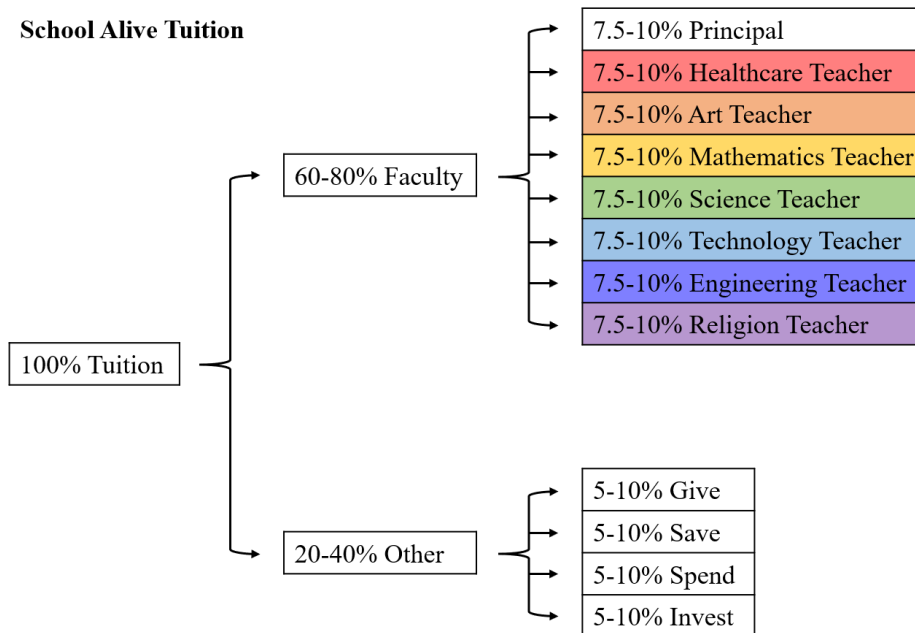 School Alive Tuition
7.5-10% Principal
7.5-10% Healthcare Teacher
7.5-10% Art Teacher
7.5-10% Mathematics Teacher
60-80% Faculty
7.5-10% Science Teacher
7.5-10% Technology Teacher
7.5-10% Engineering Teacher
7.5-10% Religion Teacher
100% Tuition
5-10% Give
5-10% Save
20-40% Other
5-10% Spend
5-10% Invest